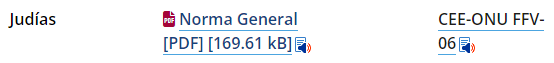 Judías Norma General CEE-ONU FFV-
[PDF] [169.61 kB] 06